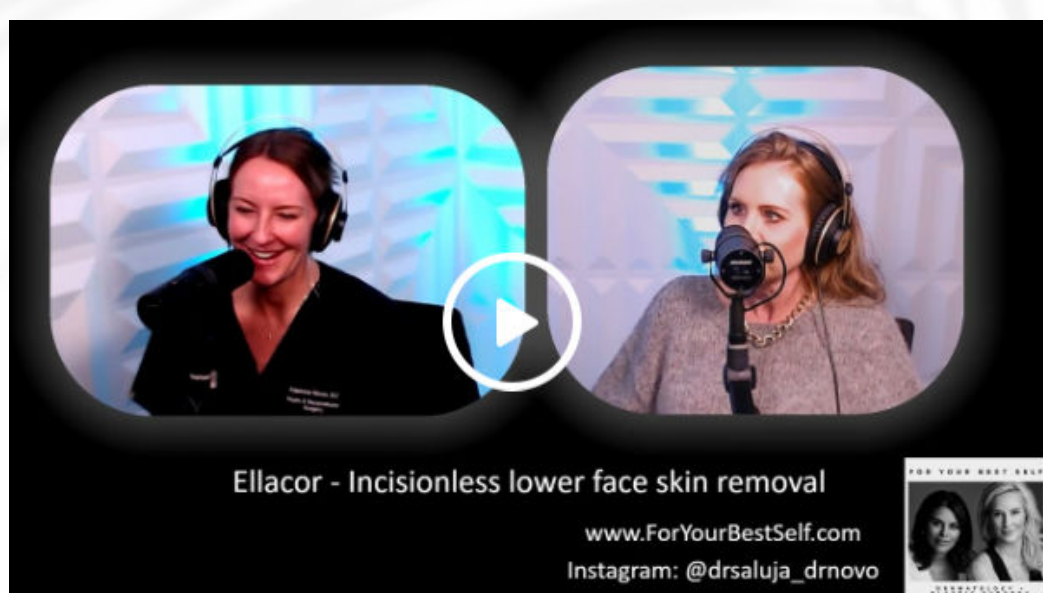 Ellacor - Incisionless lower face skin removal
www.ForYourBestSelf.com
Instagram: @drsaluja_drnovo
FOR YOUR BEST SELF